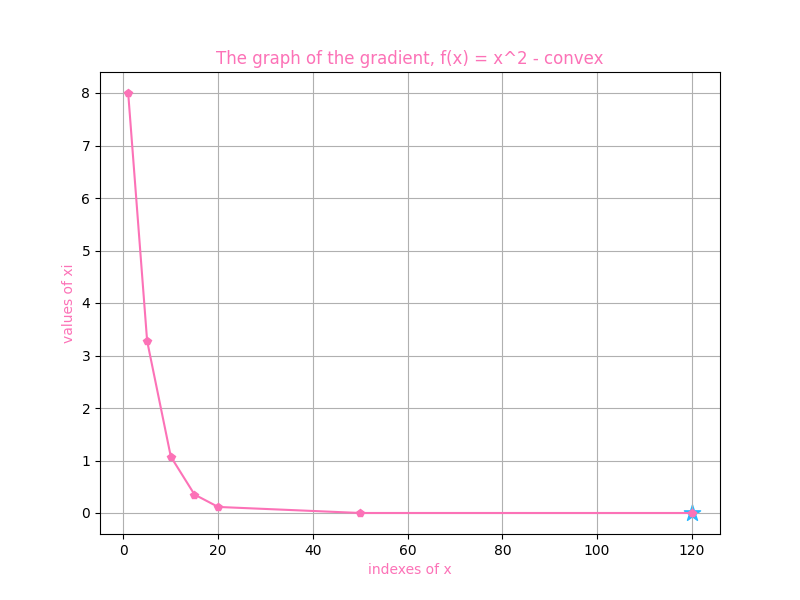 The graph of the gradient, f(x) = x^2 - convex
8
7
6
5
4
3
2
1
0
values of xi
0 20 40 60 80 100 120
indexes of x